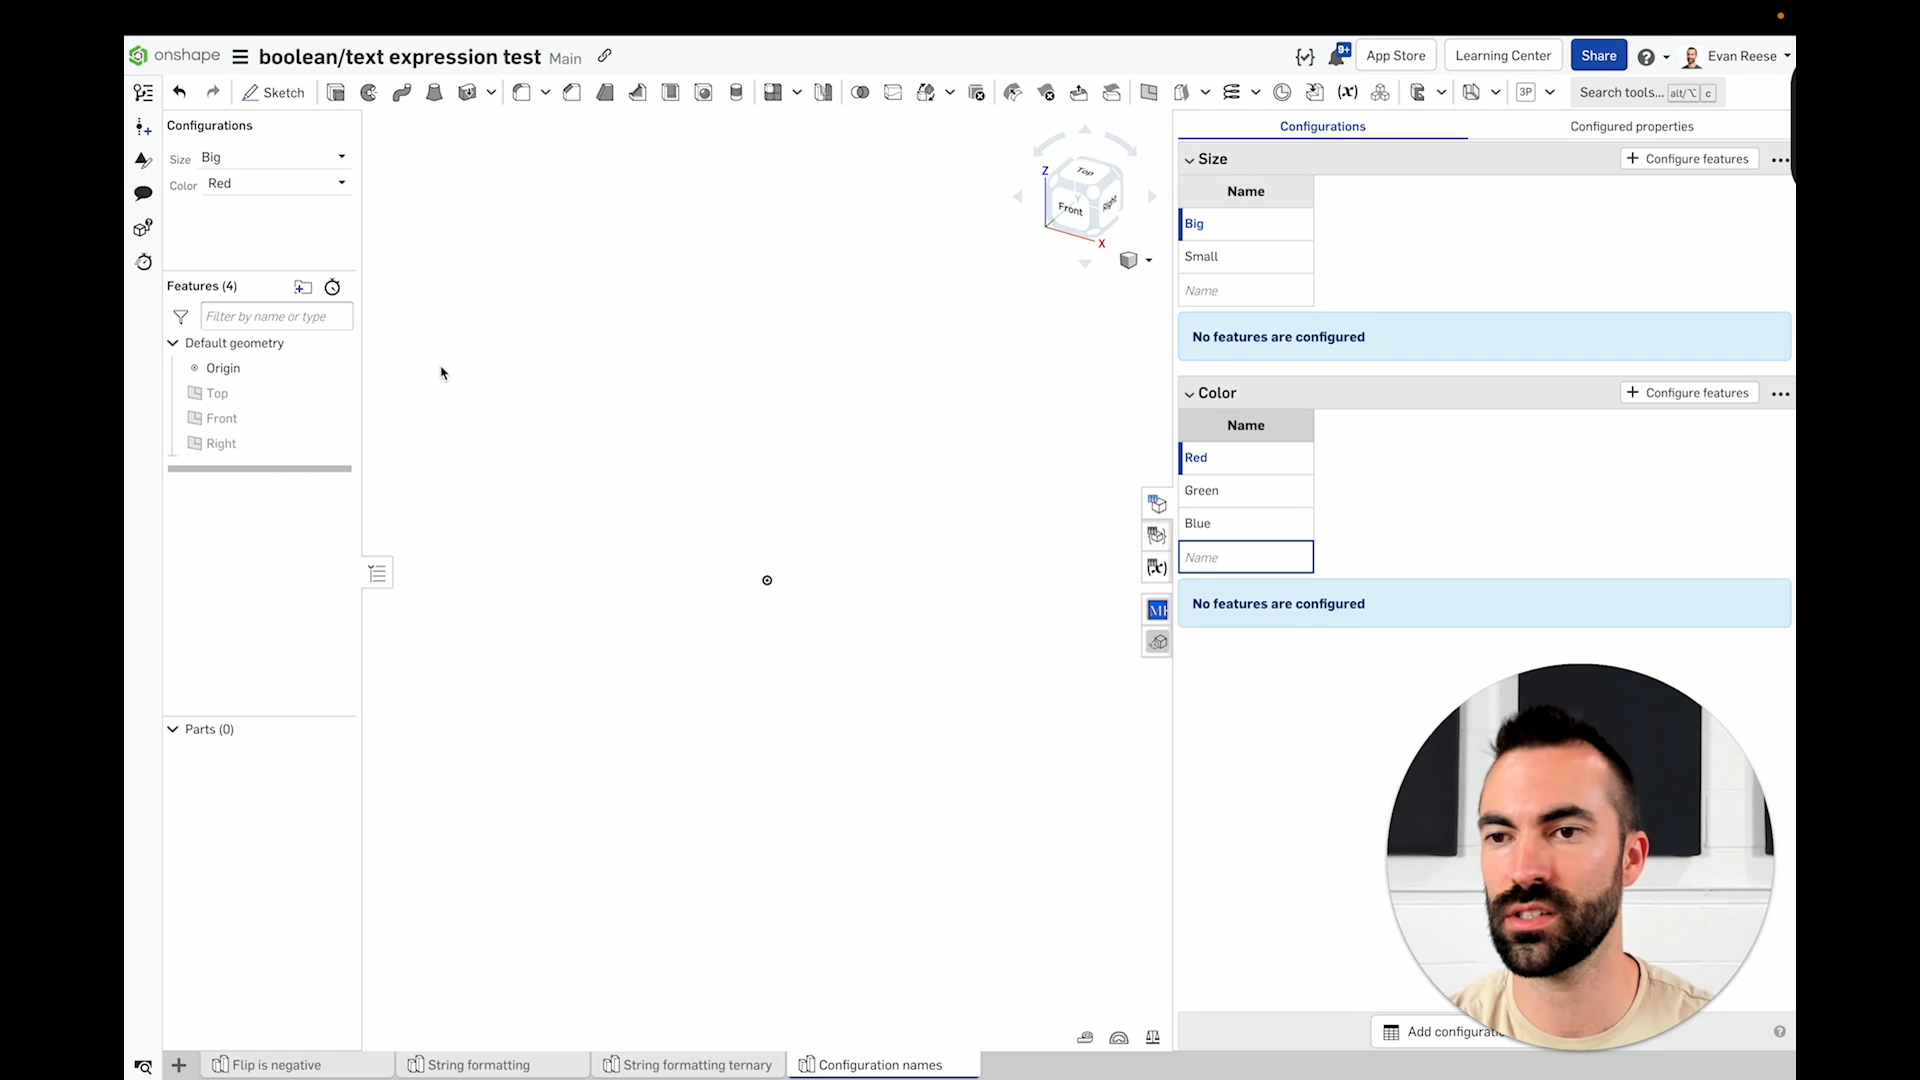 onshape boolean/text expression test Main 9+ App Store Learning Center Share Evan Reese
Sketch (x) 3P Search tools... alt/⌥ c
Configurations
Size Big
Color Red
Features (4)
Filter by name or type
Default geometry
Origin
Top
Front
Right
Parts (0)
Z
Top
Front
Right
Y
X
Configurations Configured properties
Size + Configure features
Name
Big
Small
Name
No features are configured
Color + Configure features
Name
Red
Green
Blue
Name
No features are configured
Add configurati
Flip is negative String formatting String formatting ternary Configuration names